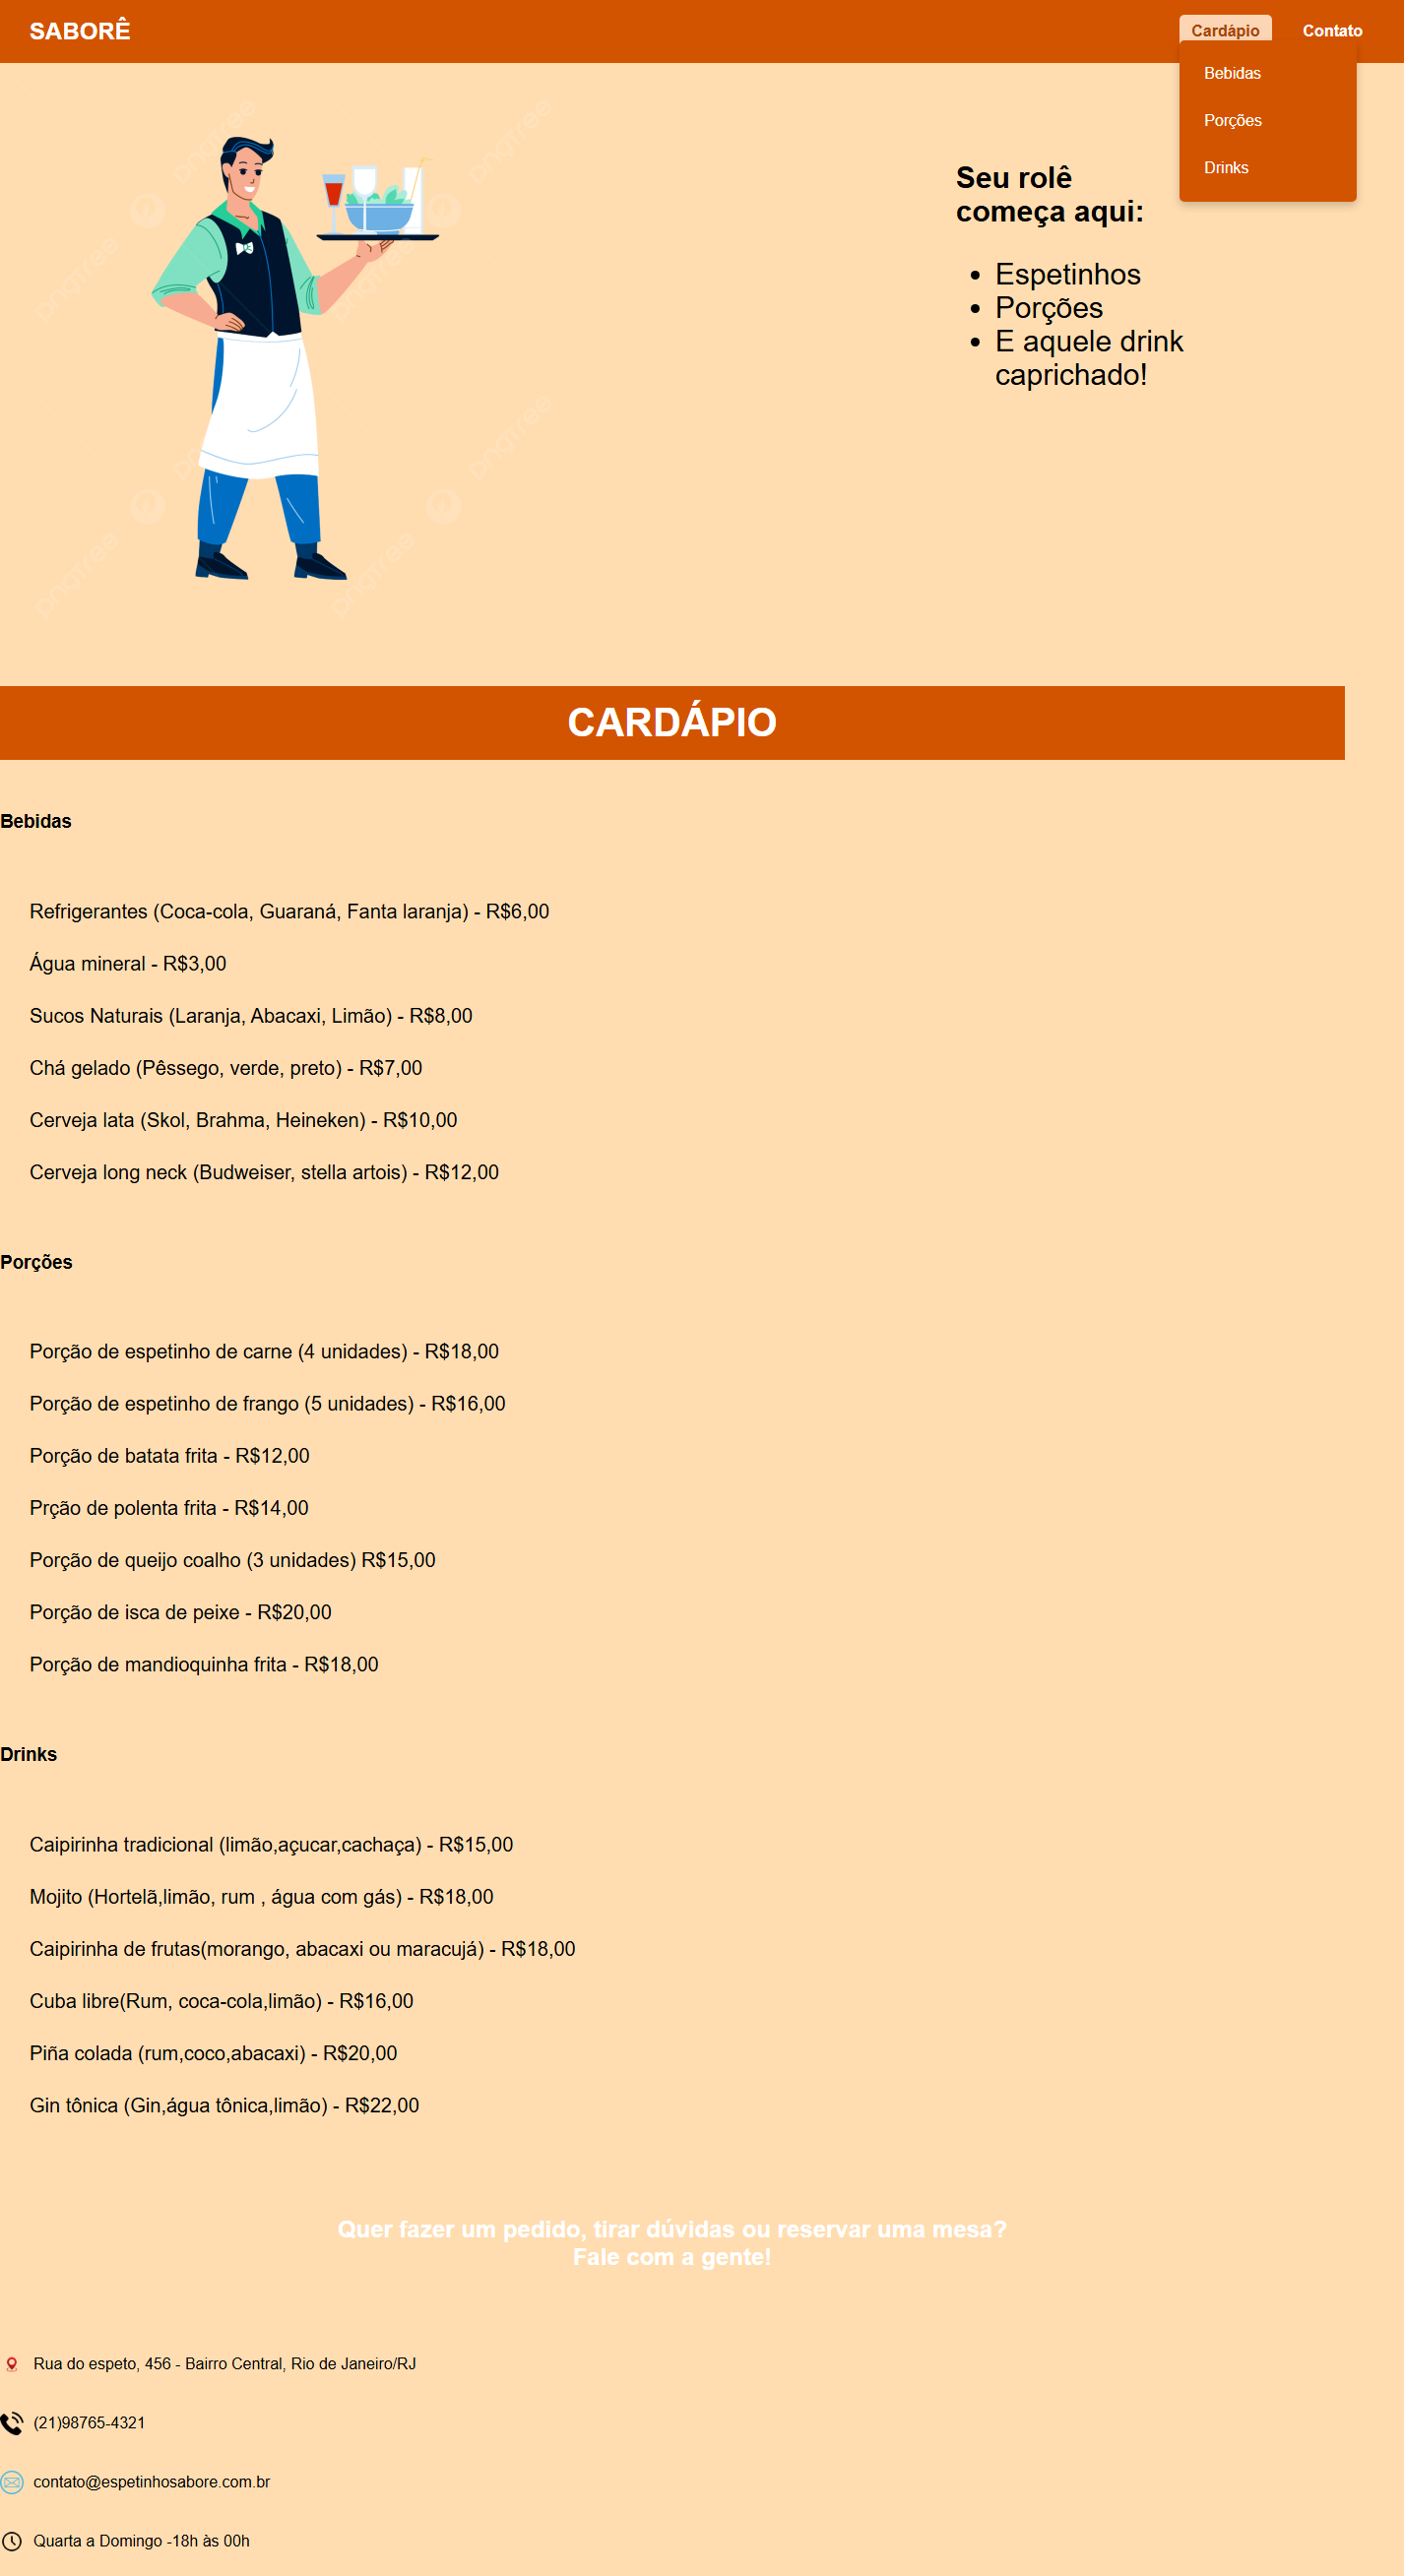 SABORÊ
Cardápio
Contato
Bebidas
Porções
Drinks
Seu rolê
começa aqui:
Espetinhos
Porções
E aquele drink
caprichado!
pngtree
pngtree
pngtree
pngtree
pngtree
pngtree
pngtree
CARDÁPIO
Bebidas
Refrigerantes (Coca-cola, Guaraná, Fanta laranja) - R$6,00
Água mineral - R$3,00
Sucos Naturais (Laranja, Abacaxi, Limão) - R$8,00
Chá gelado (Pêssego, verde, preto) - R$7,00
Cerveja lata (Skol, Brahma, Heineken) - R$10,00
Cerveja long neck (Budweiser, stella artois) - R$12,00
Porções
Porção de espetinho de carne (4 unidades) - R$18,00
Porção de espetinho de frango (5 unidades) - R$16,00
Porção de batata frita - R$12,00
Prção de polenta frita - R$14,00
Porção de queijo coalho (3 unidades) R$15,00
Porção de isca de peixe - R$20,00
Porção de mandioquinha frita - R$18,00
Drinks
Caipirinha tradicional (limão,açucar,cachaça) - R$15,00
Mojito (Hortelã,limão, rum , água com gás) - R$18,00
Caipirinha de frutas(morango, abacaxi ou maracujá) - R$18,00
Cuba libre(Rum, coca-cola,limão) - R$16,00
Piña colada (rum,coco,abacaxi) - R$20,00
Gin tônica (Gin,água tônica,limão) - R$22,00
Quer fazer um pedido, tirar dúvidas ou reservar uma mesa?
Fale com a gente!
Rua do espeto, 456 - Bairro Central, Rio de Janeiro/RJ
(21)98765-4321
contato@espetinhosabore.com.br
Quarta a Domingo -18h às 00h